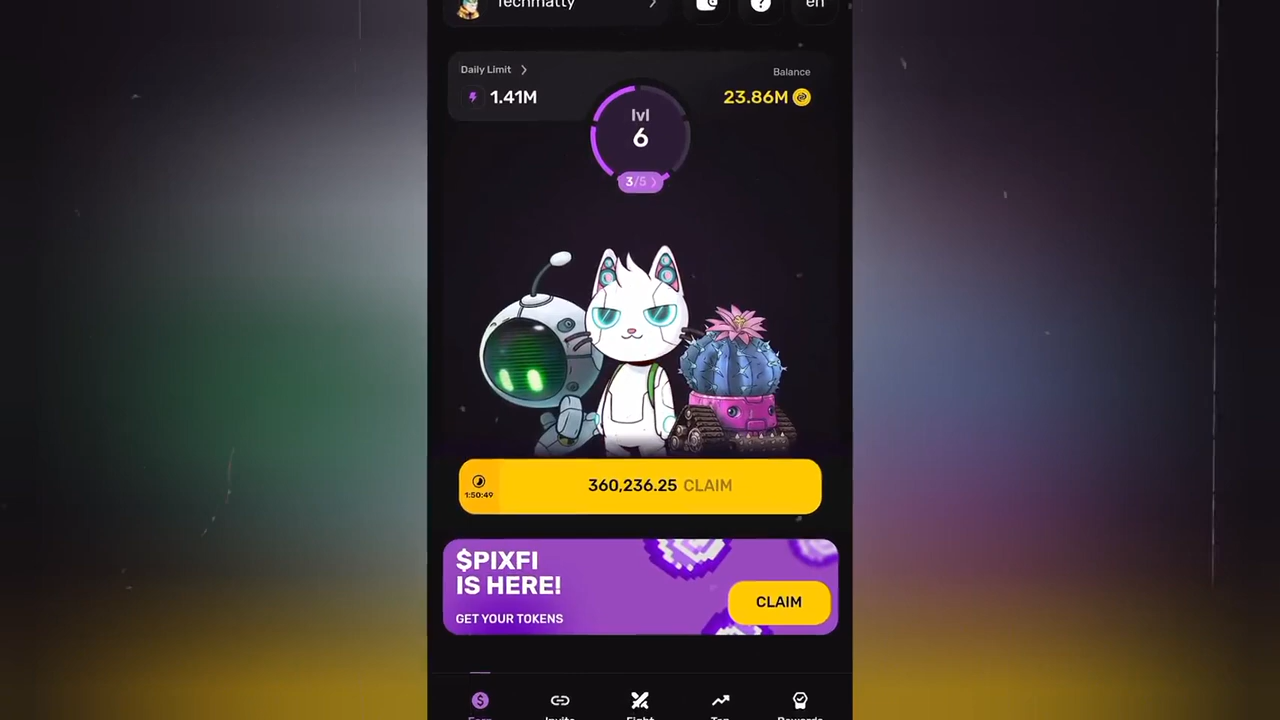 Techmatty
en
Daily Limit
Balance
1.41M
23.86M
lvl
6
3/5
360,236.25 CLAIM
1:50:49
$PIXFI
IS HERE!
CLAIM
GET YOUR TOKENS